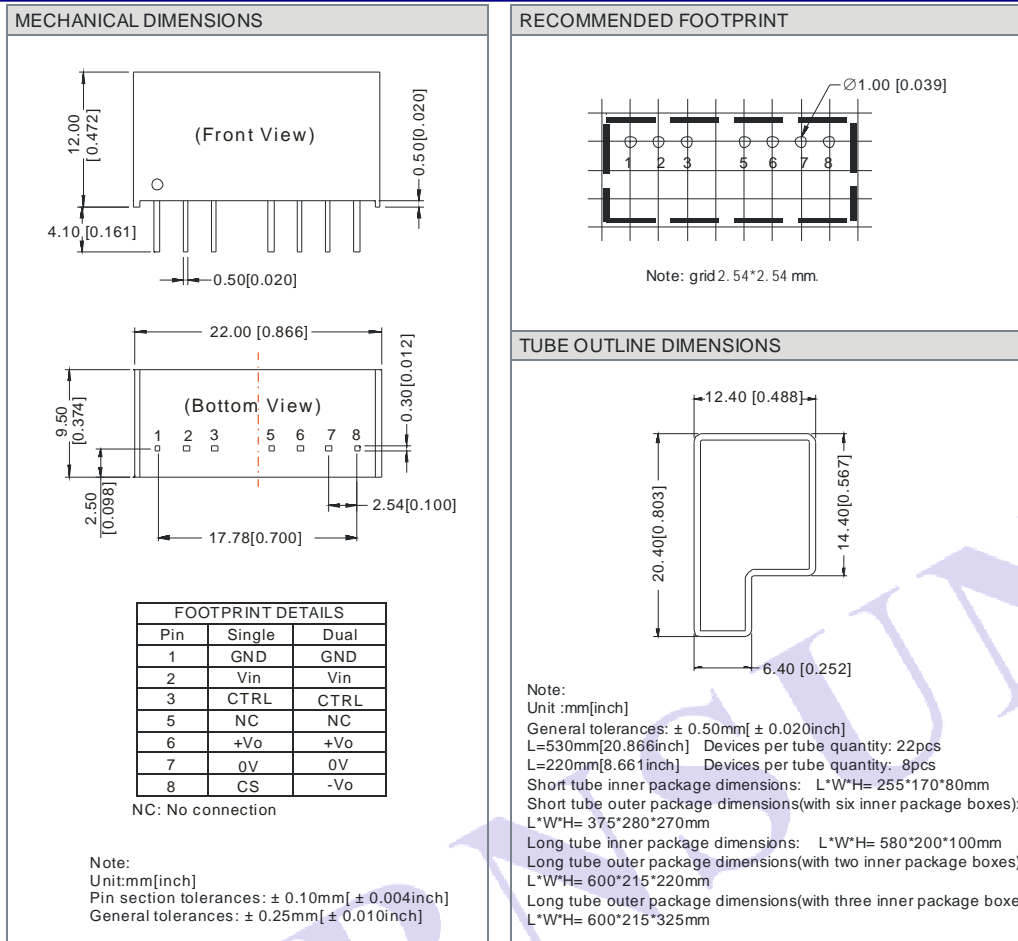 MECHANICAL DIMENSIONS
12.00
[0.472]
(Front View)
0.50[0.020]
4.10 [0.161]
0.50[0.020]
22.00 [0.866]
9.50
[0.374]
(Bottom View)
0.30[0.012]
1 2 3 5 6 7 8
2.50
[0.098]
2.54[0.100]
17.78[0.700]
FOOTPRINT DETAILS
Pin Single Dual
1 GND GND
2 Vin Vin
3 CTRL CTRL
5 NC NC
6 +Vo +Vo
7 0V 0V
8 CS -Vo
NC: No connection
Note:
Unit:mm[inch]
Pin section tolerances: ± 0.10mm[ ± 0.004inch]
General tolerances: ± 0.25mm[ ± 0.010inch]
RECOMMENDED FOOTPRINT
∅1.00 [0.039]
1 2 3 5 6 7 8
Note: grid 2.54*2.54 mm.
TUBE OUTLINE DIMENSIONS
12.40 [0.488]
20.40[0.803]
14.40[0.567]
6.40 [0.252]
Note:
Unit :mm[inch]
General tolerances: ± 0.50mm[ ± 0.020inch]
L=530mm[20.866inch] Devices per tube quantity: 22pcs
L=220mm[8.661inch] Devices per tube quantity: 8pcs
Short tube inner package dimensions: L*W*H= 255*170*80mm
Short tube outer package dimensions(with six inner package boxes):
L*W*H= 375*280*270mm
Long tube inner package dimensions: L*W*H= 580*200*100mm
Long tube outer package dimensions(with two inner package boxes)
L*W*H= 600*215*220mm
Long tube outer package dimensions(with three inner package boxe
L*W*H= 600*215*325mm